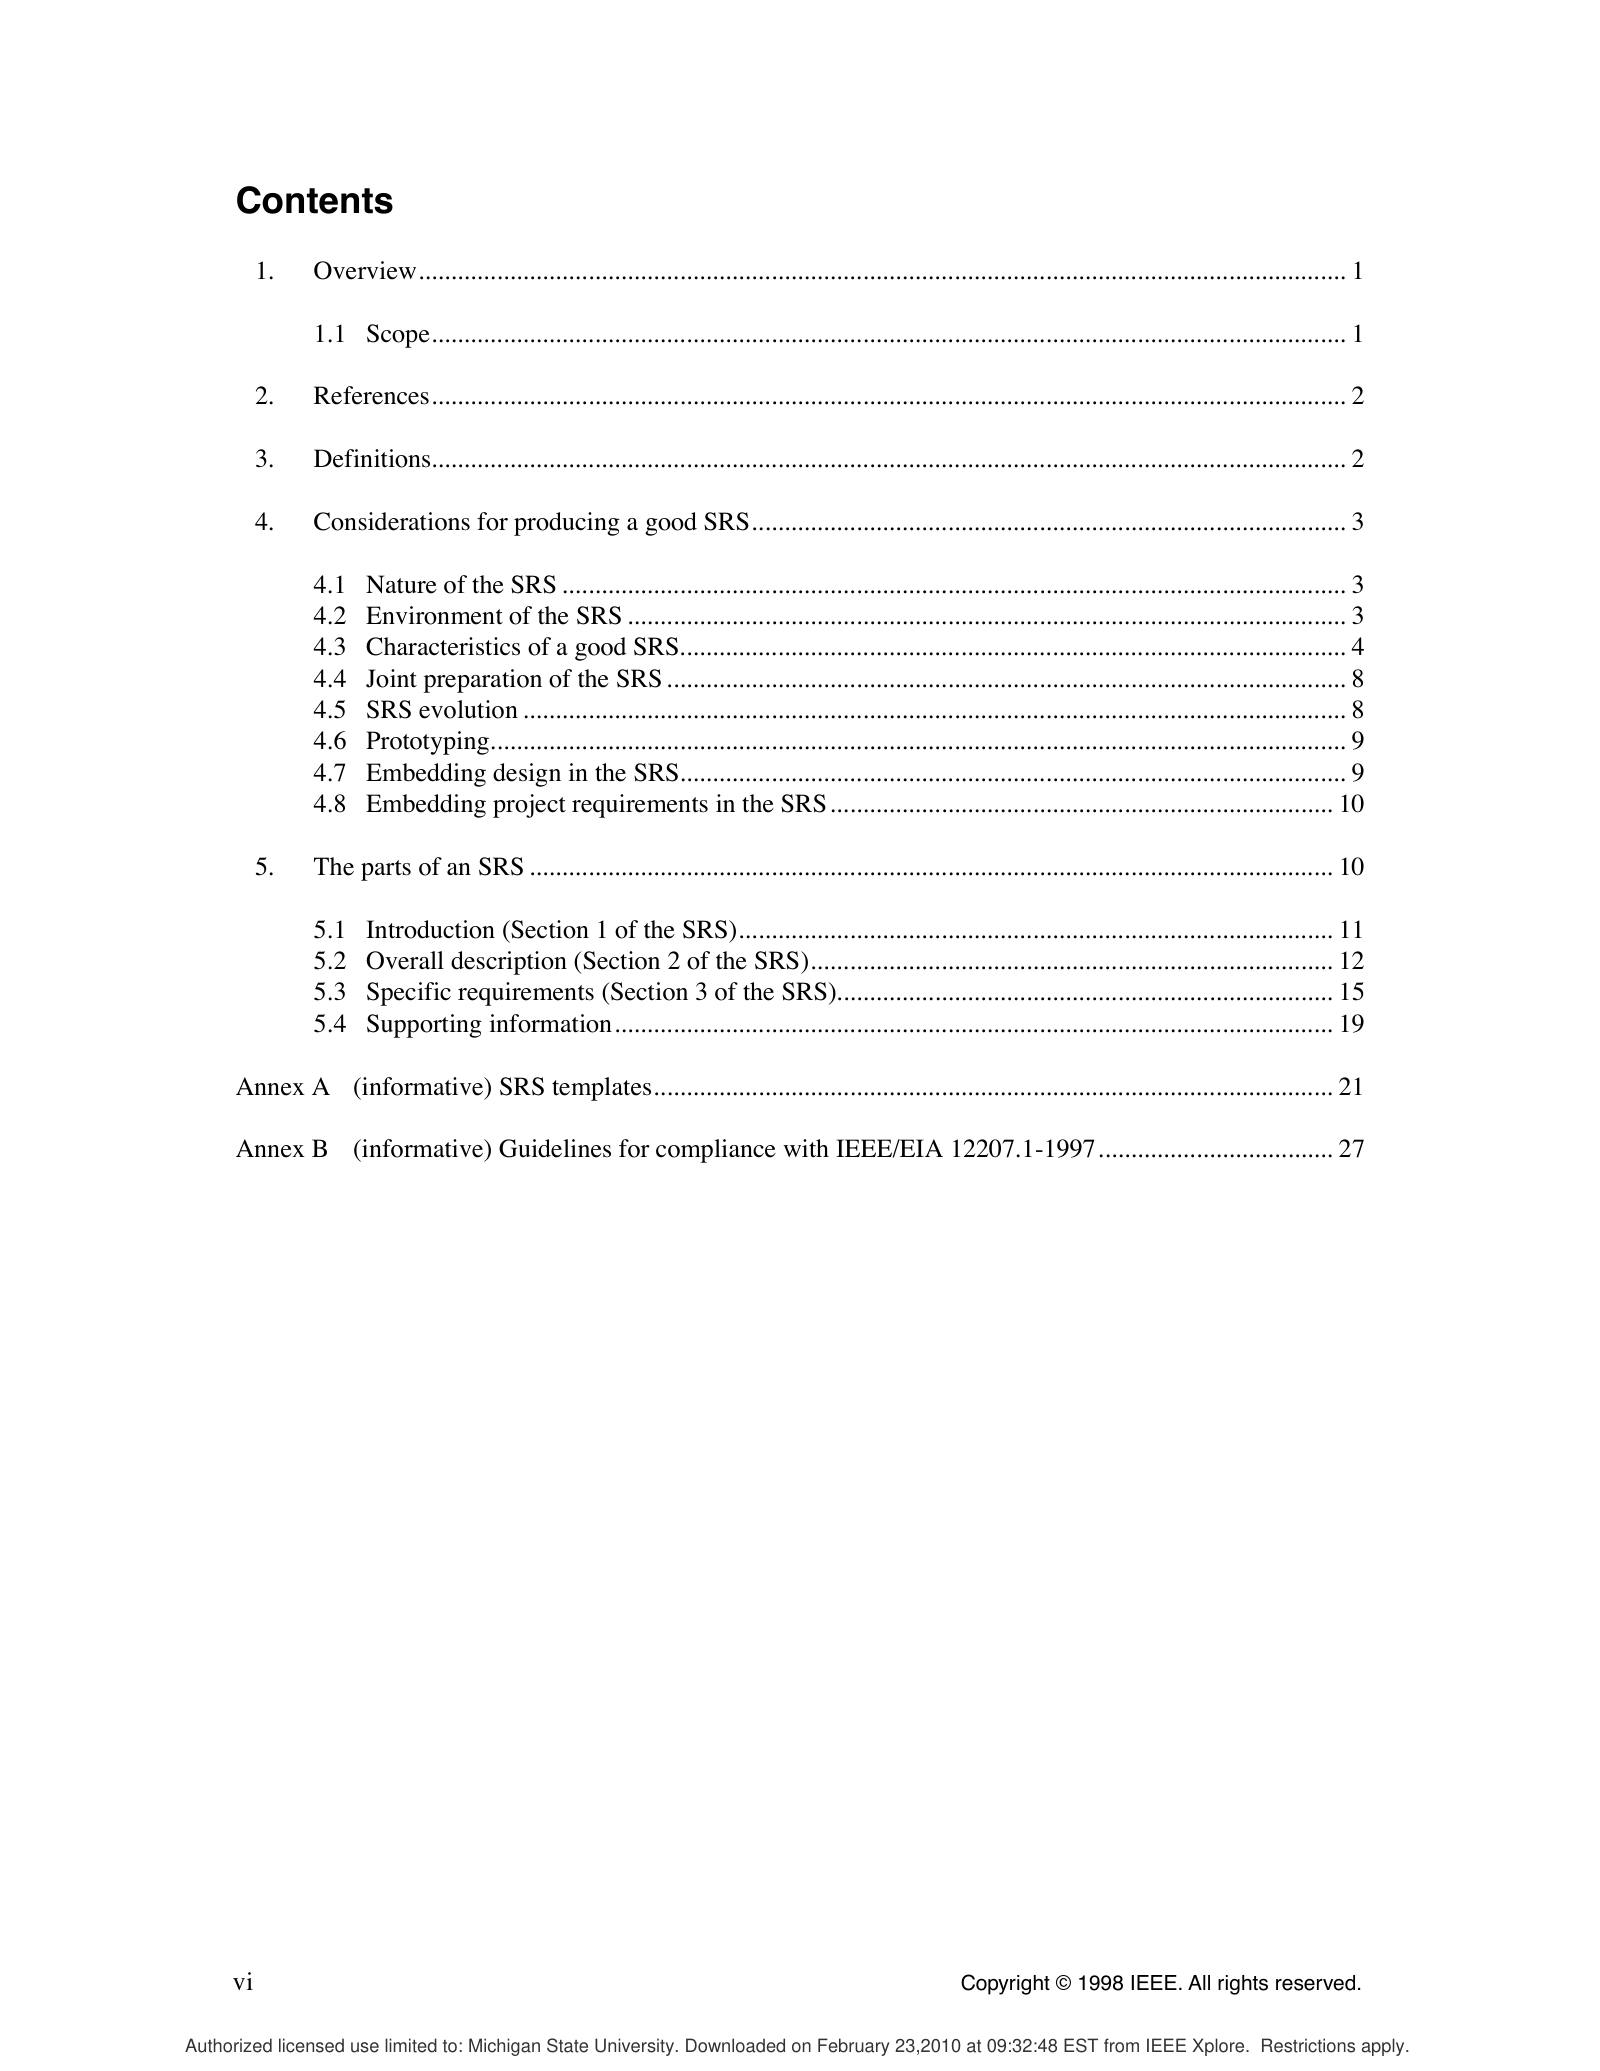 Contents
1. Overview.......... 1
1.1 Scope.......... 1
2. References.......... 2
3. Definitions.......... 2
4. Considerations for producing a good SRS.......... 3
4.1 Nature of the SRS .......... 3
4.2 Environment of the SRS .......... 3
4.3 Characteristics of a good SRS.......... 4
4.4 Joint preparation of the SRS .......... 8
4.5 SRS evolution .......... 8
4.6 Prototyping.......... 9
4.7 Embedding design in the SRS.......... 9
4.8 Embedding project requirements in the SRS.......... 10
5. The parts of an SRS .......... 10
5.1 Introduction (Section 1 of the SRS).......... 11
5.2 Overall description (Section 2 of the SRS).......... 12
5.3 Specific requirements (Section 3 of the SRS).......... 15
5.4 Supporting information.......... 19
Annex A (informative) SRS templates.......... 21
Annex B (informative) Guidelines for compliance with IEEE/EIA 12207.1-1997.......... 27
vi Copyright © 1998 IEEE. All rights reserved.
Authorized licensed use limited to: Michigan State University. Downloaded on February 23,2010 at 09:32:48 EST from IEEE Xplore. Restrictions apply.